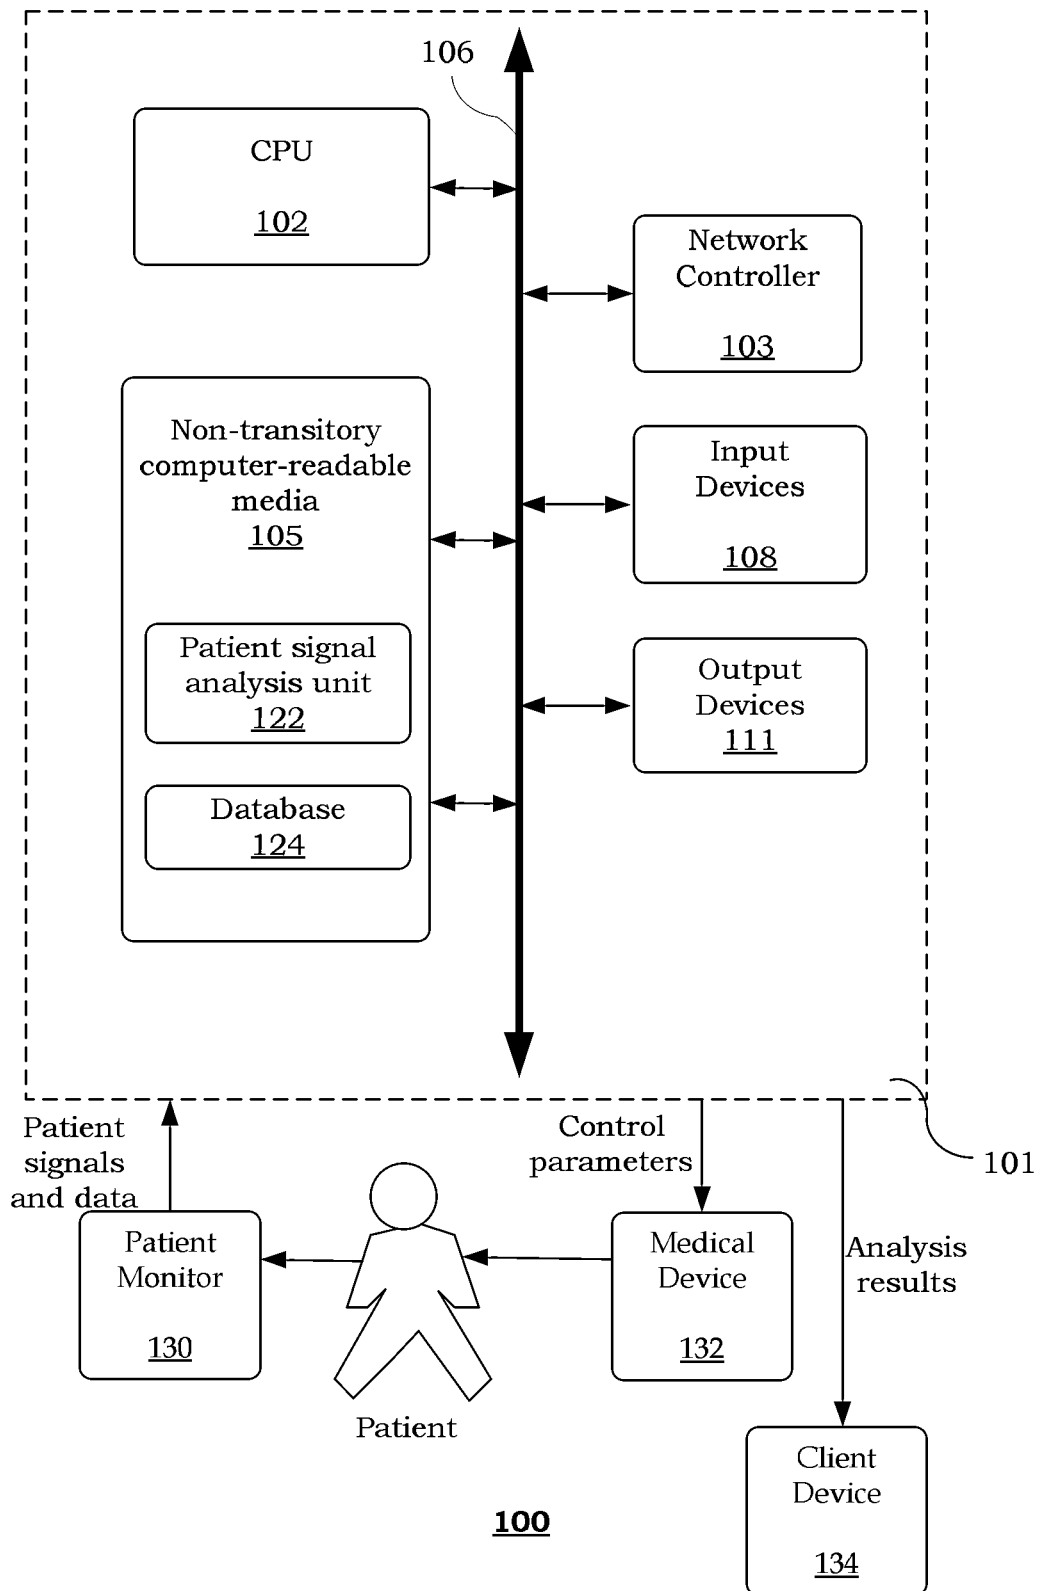 106
CPU
102
Network
Controller
103
Non-transitory
computer-readable
media
105
Input
Devices
108
Patient signal
analysis unit
122
Output
Devices
111
Database
124
Patient
signals
and data
Control
parameters
101
Patient
Monitor
130
Medical
Device
132
Analysis
results
Patient
Client
Device
134
100